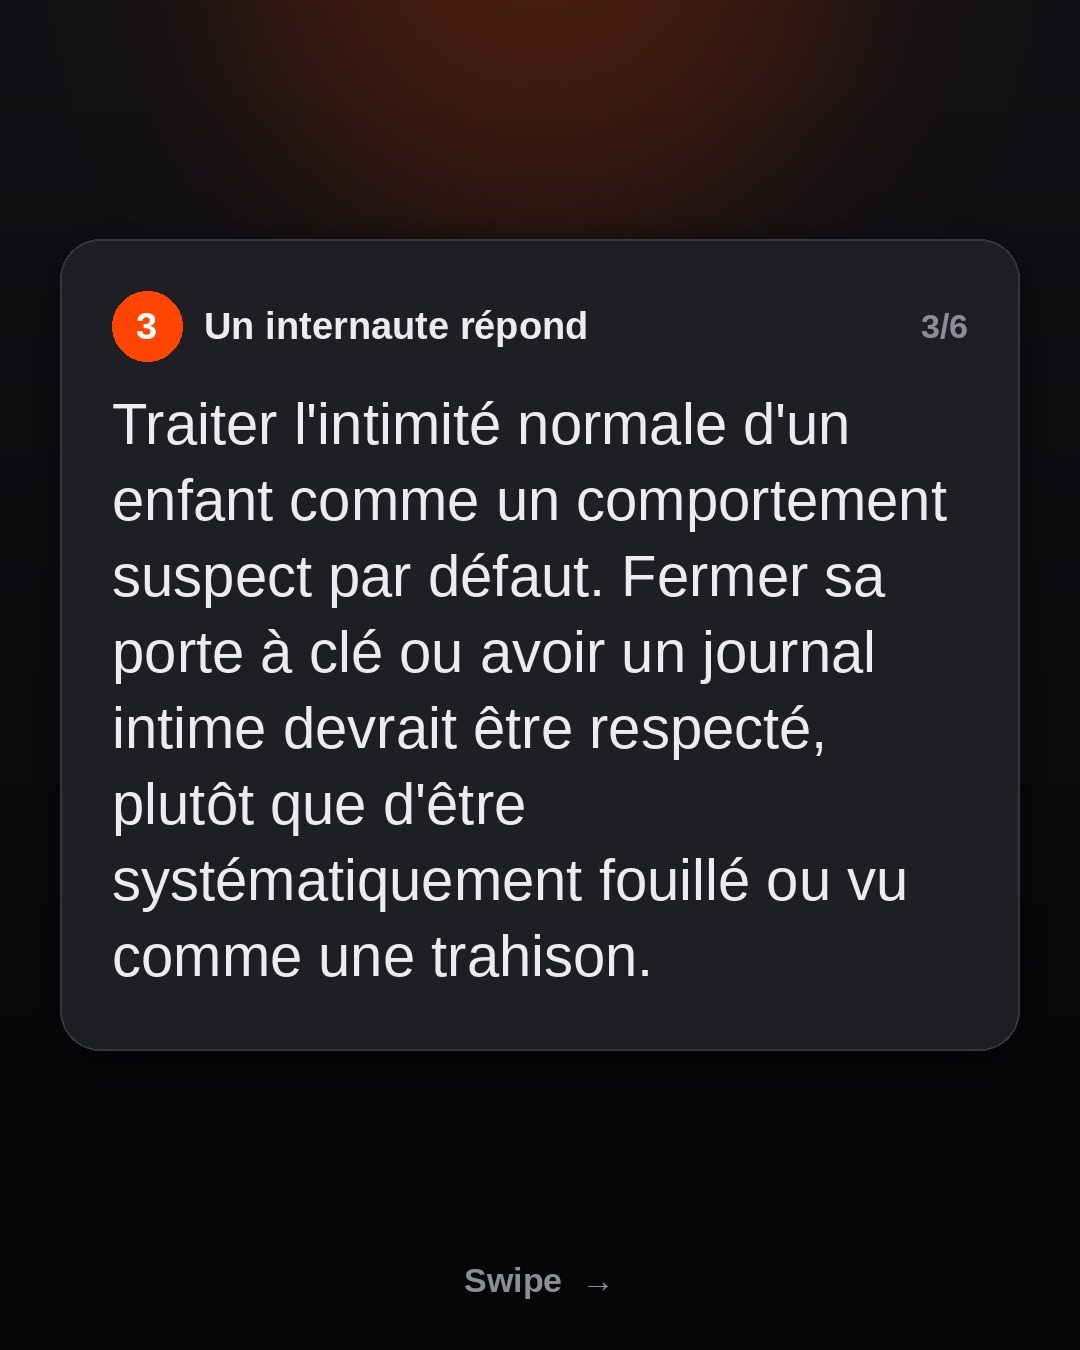 3 Un internaute répond 3/6
Traiter l'intimité normale d'un
enfant comme un comportement
suspect par défaut. Fermer sa
porte à clé ou avoir un journal
intime devrait être respecté,
plutôt que d'être
systématiquement fouillé ou vu
comme une trahison.
Swipe →